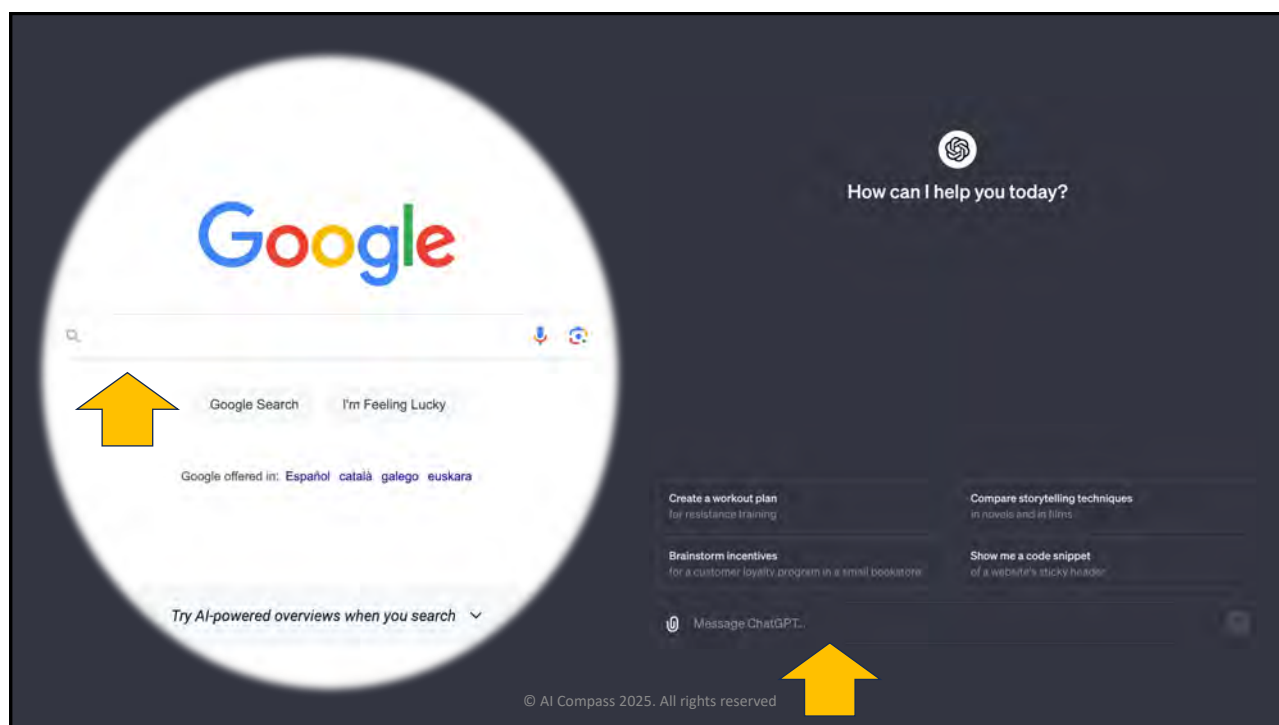 Google
Google Search
I'm Feeling Lucky
Google offered in: Español català galego euskara
Try AI-powered overviews when you search
How can I help you today?
Create a workout plan
for resistance training
Compare storytelling techniques
in novels and in films
Brainstorm incentives
for a customer loyalty program in a small bookstore
Show me a code snippet
of a website's sticky header
Message ChatGPT...
© AI Compass 2025. All rights reserved